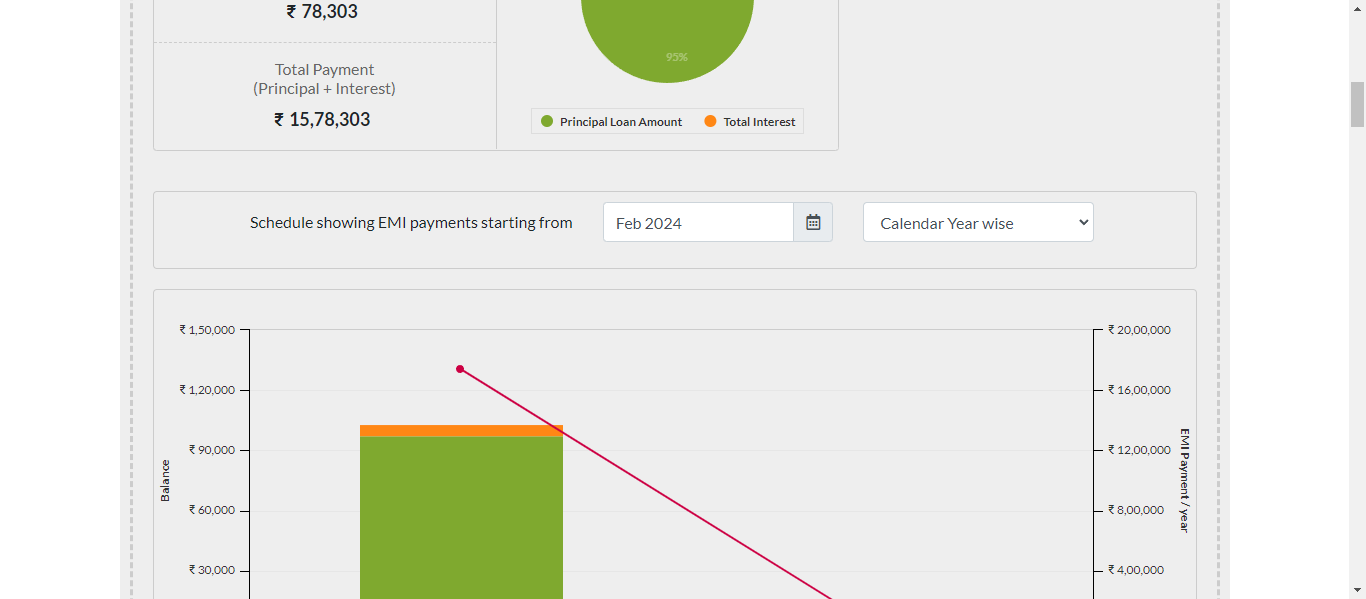 ₹ 78,303
Total Payment
(Principal + Interest)
₹ 15,78,303
95%
Principal Loan Amount
Total Interest
Schedule showing EMI payments starting from
Feb 2024
Calendar Year wise
₹ 1,50,000
₹ 1,20,000
₹ 90,000
₹ 60,000
₹ 30,000
Balance
₹ 20,00,000
₹ 16,00,000
₹ 12,00,000
₹ 8,00,000
₹ 4,00,000
EMI Payment / year